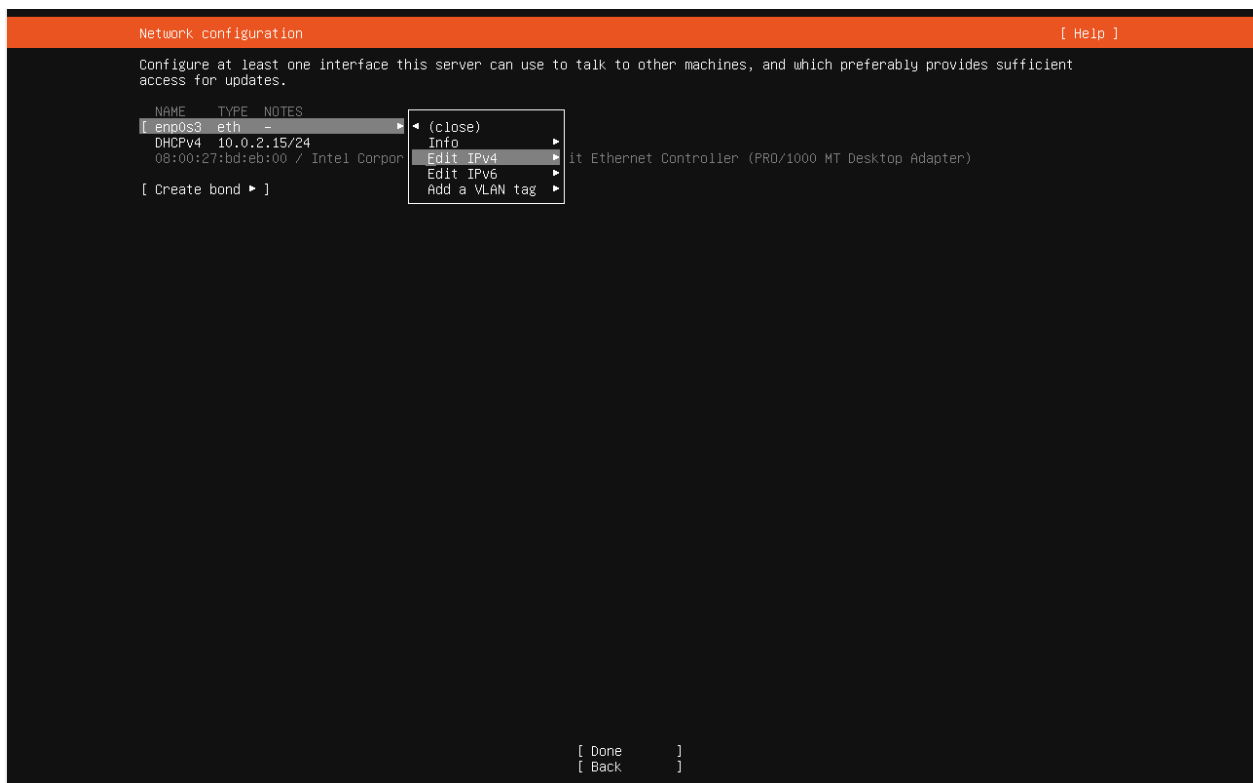 Network configuration [ Help ]
Configure at least one interface this server can use to talk to other machines, and which preferably provides sufficient
access for updates.
NAME TYPE NOTES
[ enp0s3 eth - ▸ ◂ (close)
DHCPv4 10.0.2.15/24 Info ▸
08:00:27:bd:eb:00 / Intel Corpor Edit IPv4 ▸ it Ethernet Controller (PRO/1000 MT Desktop Adapter)
Edit IPv6 ▸
[ Create bond ▸ ] Add a VLAN tag ▸
[ Done ]
[ Back ]